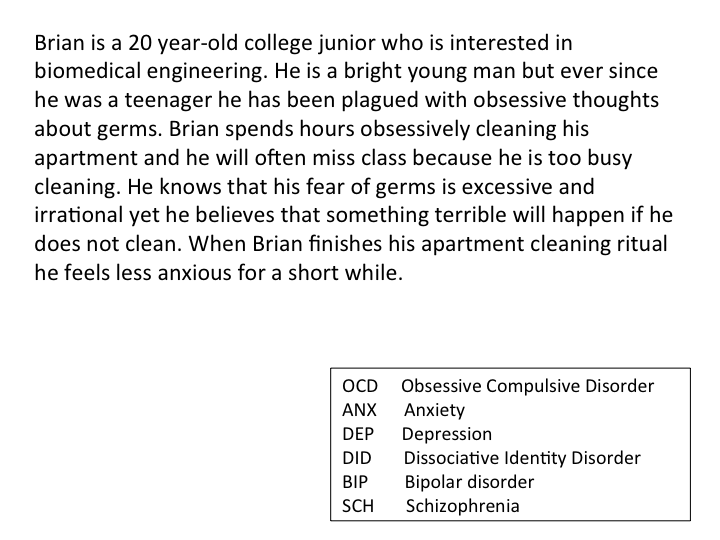 Brian is a 20 year-old college junior who is interested in
biomedical engineering. He is a bright young man but ever since
he was a teenager he has been plagued with obsessive thoughts
about germs. Brian spends hours obsessively cleaning his
apartment and he will often miss class because he is too busy
cleaning. He knows that his fear of germs is excessive and
irrational yet he believes that something terrible will happen if he
does not clean. When Brian finishes his apartment cleaning ritual
he feels less anxious for a short while.
OCD Obsessive Compulsive Disorder
ANX Anxiety
DEP Depression
DID Dissociative Identity Disorder
BIP Bipolar disorder
SCH Schizophrenia